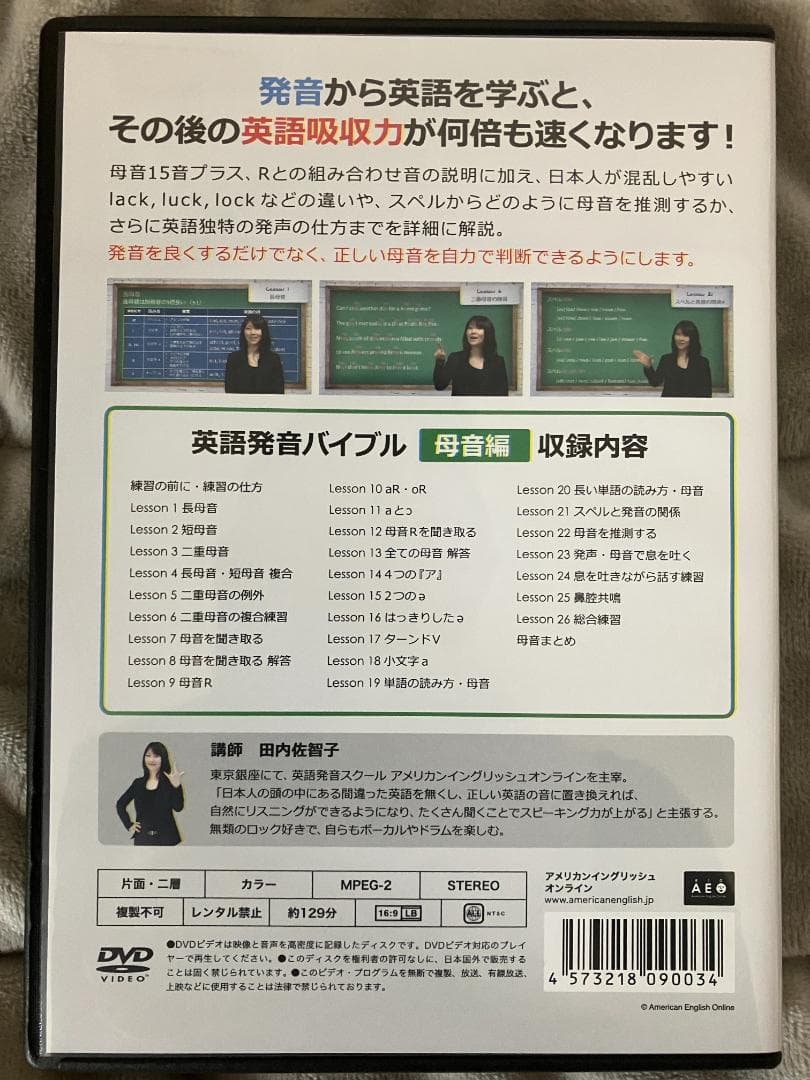 発音から英語を学ぶと、
その後の英語吸収力が何倍も速くなります！
母音15音プラス、Rとの組み合わせ音の説明に加え、日本人が混乱しやすい
lack, luck, lock などの違いや、スペルからどのように母音を推測するか、
さらに英語独特の発声の仕方までを詳細に解説。
発音を良くするだけでなく、正しい母音を自力で判断できるようにします。
英語発音バイブル 母音編 収録内容
練習の前に・練習の仕方
Lesson 1 長母音
Lesson 2 短母音
Lesson 3 二重母音
Lesson 4 長母音・短母音 複合
Lesson 5 二重母音の例外
Lesson 6 二重母音の複合練習
Lesson 7 母音を聞き取る
Lesson 8 母音を聞き取る 解答
Lesson 9 母音R
Lesson 10 aR・oR
Lesson 11 aとɔ
Lesson 12 母音Rを聞き取る
Lesson 13 全ての母音 解答
Lesson 14 4つの『ア』
Lesson 15 2つのə
Lesson 16 はっきりしたə
Lesson 17 ターンドV
Lesson 18 小文字a
Lesson 19 単語の読み方・母音
Lesson 20 長い単語の読み方・母音
Lesson 21 スペルと発音の関係
Lesson 22 母音を推測する
Lesson 23 発声・母音で息を吐く
Lesson 24 息を吐きながら話す練習
Lesson 25 鼻腔共鳴
Lesson 26 総合練習
母音まとめ
講師 田内佐智子
東京銀座にて、英語発音スクール アメリカンイングリッシュオンラインを主宰。
「日本人の頭の中にある間違った英語を無くし、正しい英語の音に置き換えれば、
自然にリスニングができるようになり、たくさん聞くことでスピーキング力が上がる」と主張する。
無類のロック好きで、自らもボーカルやドラムを楽しむ。
片面・二層 カラー MPEG-2 STEREO
複製不可 レンタル禁止 約129分 16:9 LB ALL NTSC
アメリカンイングリッシュ
オンライン
www.americanenglish.jp
AEO
DVD
VIDEO
●DVDビデオは映像と音声を高密度に記録したディスクです。DVDビデオ対応のプレイ
ヤーで再生してください。●このディスクを権利者の許可なしに、日本国外で販売する
ことは固く禁じられています。●このビデオ・プログラムを無断で複製、放送、有線放送、
上映などに使用することは法律で禁じられております。
4 573218 090034
© American English Online